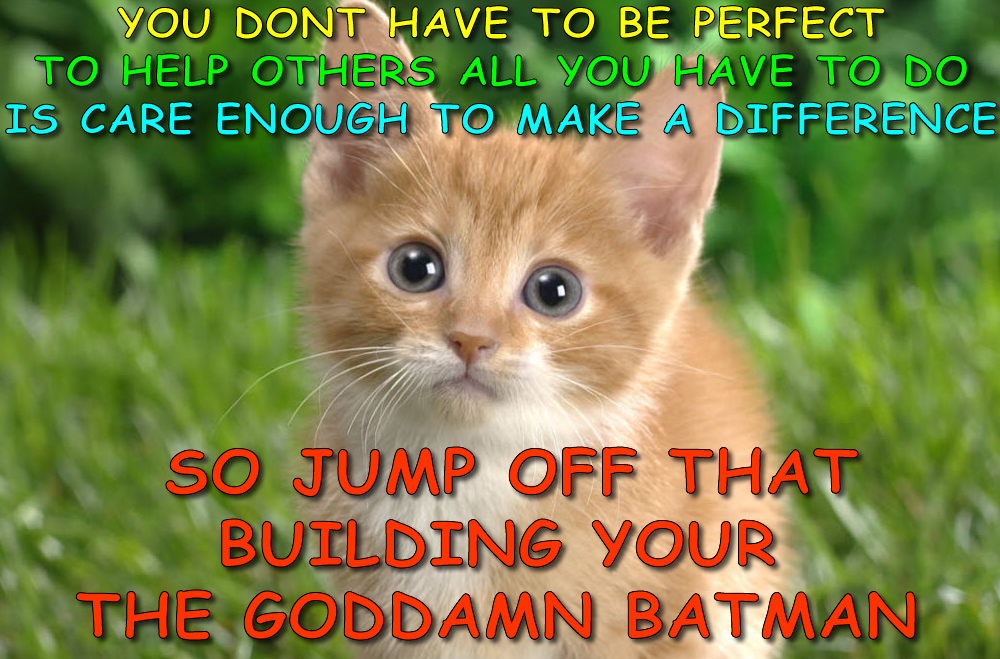 YOU DONT HAVE TO BE PERFECT
TO HELP OTHERS ALL YOU HAVE TO DO
IS CARE ENOUGH TO MAKE A DIFFERENCE
SO JUMP OFF THAT
BUILDING YOUR
THE GODDAMN BATMAN